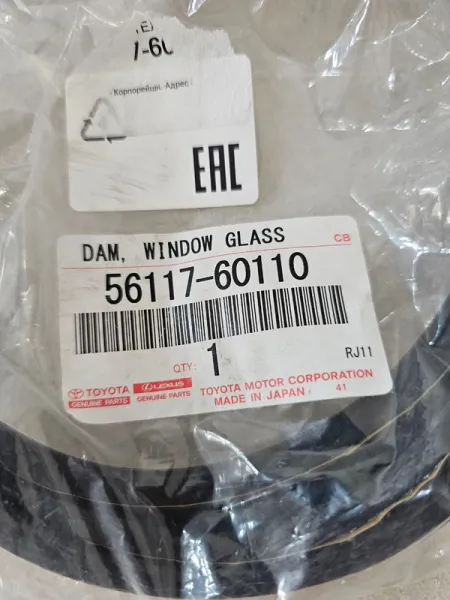 Корпорейшн. Адрес
EAC
DAM, WINDOW GLASS CB
56117-60110
QTY: 1 RJ11
TOYOTA LEXUS TOYOTA MOTOR CORPORATION
GENUINE PARTS GENUINE PARTS MADE IN JAPAN 41